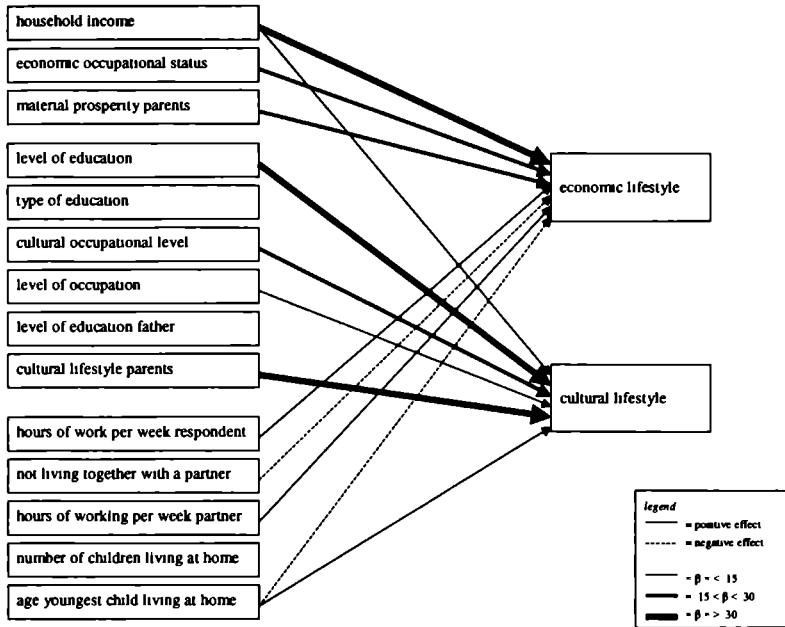 household income
economic occupational status
material prosperity parents
level of education
type of education
cultural occupational level
level of occupation
level of education father
cultural lifestyle parents
hours of work per week respondent
not living together with a partner
hours of working per week partner
number of children living at home
age youngest child living at home
economic lifestyle
cultural lifestyle
legend
= positive effect
= negative effect
= β = < 15
= 15 < β < 30
= β = > 30